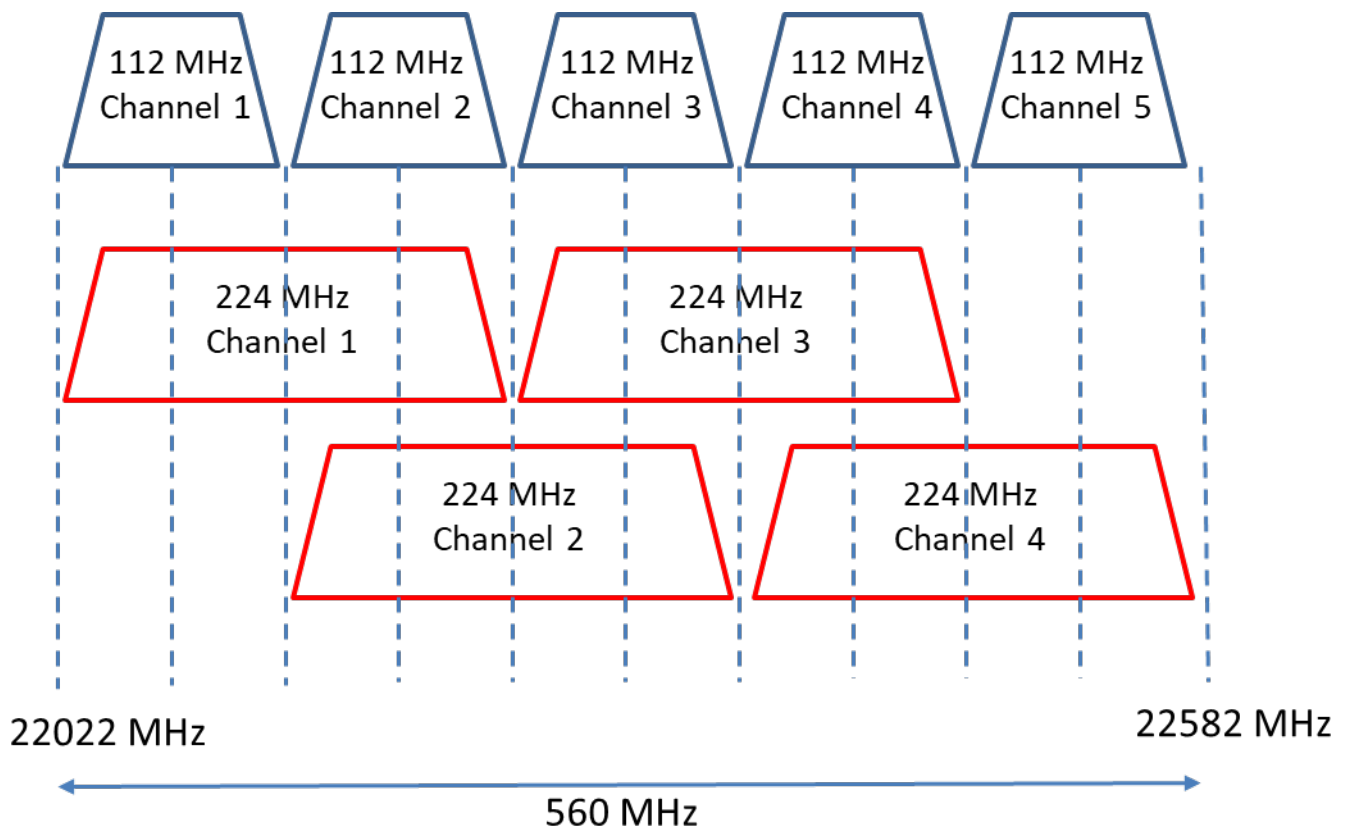 112 MHz
Channel 1
112 MHz
Channel 2
112 MHz
Channel 3
112 MHz
Channel 4
112 MHz
Channel 5
224 MHz
Channel 1
224 MHz
Channel 3
224 MHz
Channel 2
224 MHz
Channel 4
22022 MHz
22582 MHz
560 MHz